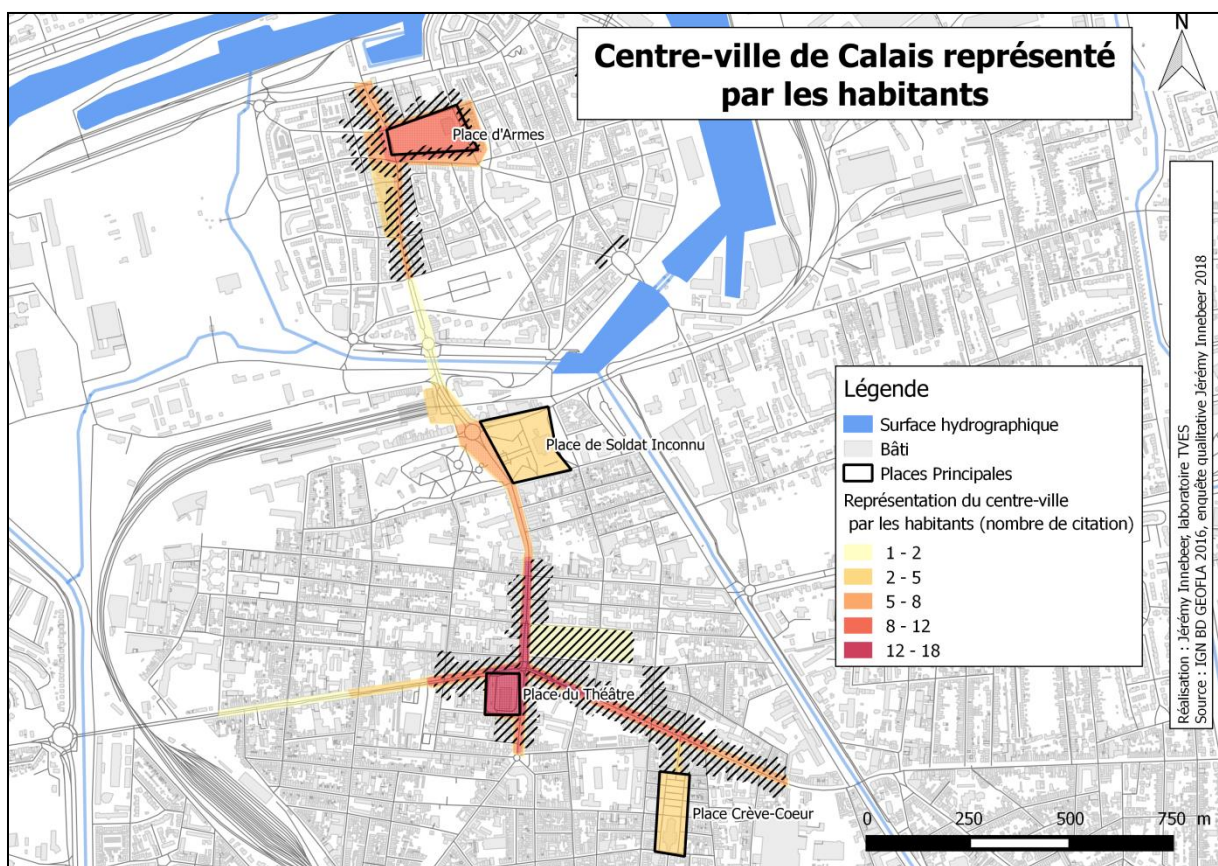 Centre-ville de Calais représenté
par les habitants
N
Place d'Armes
Place de Soldat Inconnu
Place du Théâtre
Place Crève-Coeur
Légende
Surface hydrographique
Bâti
Places Principales
Représentation du centre-ville
par les habitants (nombre de citation)
1 - 2
2 - 5
5 - 8
8 - 12
12 - 18
0 250 500 750 m
Réalisation : Jérémy Innebeer, laboratoire TVES
Source : IGN BD GEOFLA 2016, enquête qualitative Jérémy Innebeer 2018